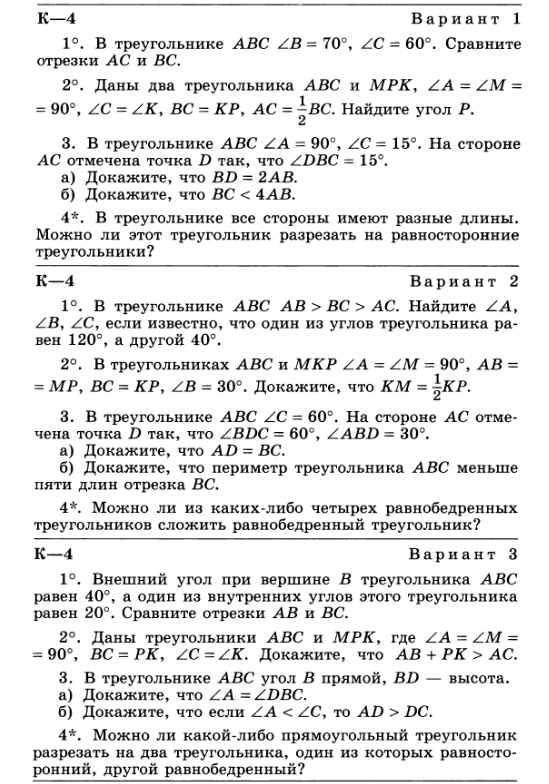 К—4 Вариант 1
1°. В треугольнике ABC ∠B = 70°, ∠C = 60°. Сравните
отрезки AC и BC.
2°. Даны два треугольника ABC и MPK, ∠A = ∠M =
= 90°, ∠C = ∠K, BC = KP, AC = 1/2 BC. Найдите угол P.
3. В треугольнике ABC ∠A = 90°, ∠C = 15°. На стороне
AC отмечена точка D так, что ∠DBC = 15°.
а) Докажите, что BD = 2AB.
б) Докажите, что BC < 4AB.
4*. В треугольнике все стороны имеют разные длины.
Можно ли этот треугольник разрезать на равносторонние
треугольники?
К—4 Вариант 2
1°. В треугольнике ABC AB > BC > AC. Найдите ∠A,
∠B, ∠C, если известно, что один из углов треугольника ра-
вен 120°, а другой 40°.
2°. В треугольниках ABC и MKP ∠A = ∠M = 90°, AB =
= MP, BC = KP, ∠B = 30°. Докажите, что KM = 1/2 KP.
3. В треугольнике ABC ∠C = 60°. На стороне AC отме-
чена точка D так, что ∠BDC = 60°, ∠ABD = 30°.
а) Докажите, что AD = BC.
б) Докажите, что периметр треугольника ABC меньше
пяти длин отрезка BC.
4*. Можно ли из каких-либо четырех равнобедренных
треугольников сложить равнобедренный треугольник?
К—4 Вариант 3
1°. Внешний угол при вершине B треугольника ABC
равен 40°, а один из внутренних углов этого треугольника
равен 20°. Сравните отрезки AB и BC.
2°. Даны треугольники ABC и MPK, где ∠A = ∠M =
= 90°, BC = PK, ∠C = ∠K. Докажите, что AB + PK > AC.
3. В треугольнике ABC угол B прямой, BD — высота.
а) Докажите, что ∠A = ∠DBC.
б) Докажите, что если ∠A < ∠C, то AD > DC.
4*. Можно ли какой-либо прямоугольный треугольник
разрезать на два треугольника, один из которых равносто-
ронний, другой равнобедренный?